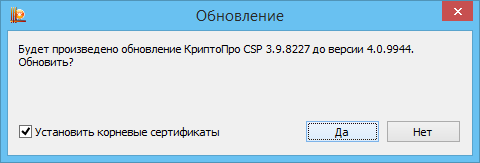 Обновление
Будет произведено обновление КриптоПро CSP 3.9.8227 до версии 4.0.9944.
Обновить?
Установить корневые сертификаты
Да
Нет